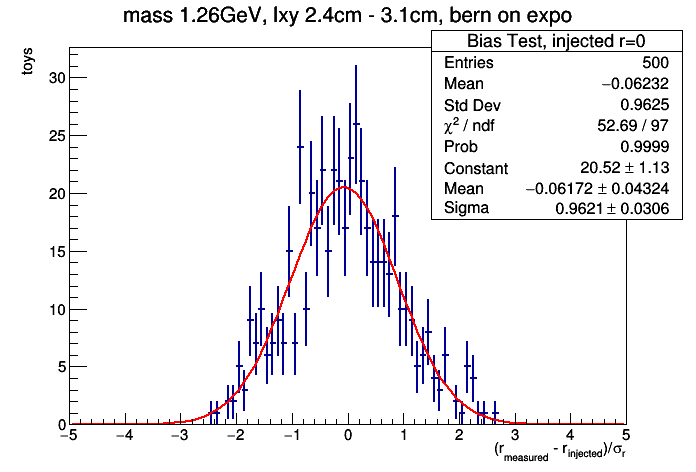 mass 1.26GeV, lxy 2.4cm - 3.1cm, bern on expo
toys
Bias Test, injected r=0
Entries 500
Mean −0.06232
Std Dev 0.9625
χ² / ndf 52.69 / 97
Prob 0.9999
Constant 20.52 ± 1.13
Mean −0.06172 ± 0.04324
Sigma 0.9621 ± 0.0306
30
25
20
15
10
5
0
−5 −4 −3 −2 −1 0 1 2 3 4 5
(r_measured - r_injected)/σ_r